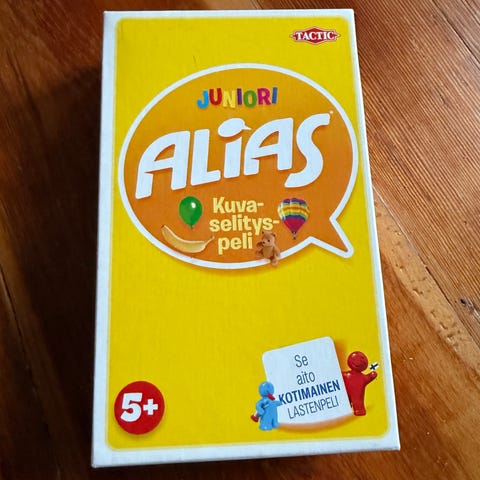 TACTIC
JUNIORI
ALIAS
Kuva-
selitys-
peli
Se
aito
KOTIMAINEN
LASTENPELI
5+